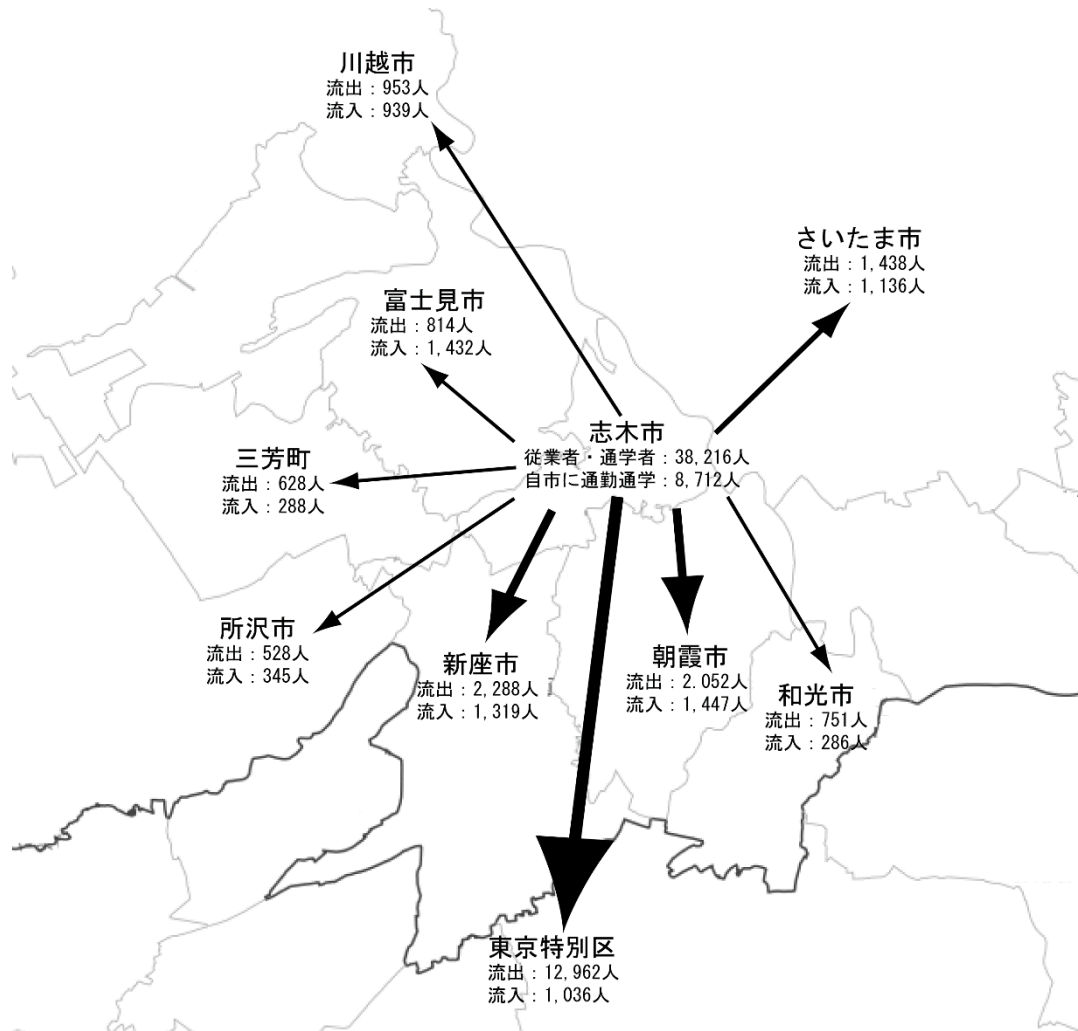 川越市
流出：953人
流入：939人
さいたま市
流出：1,438人
流入：1,136人
富士見市
流出：814人
流入：1,432人
志木市
従業者・通学者：38,216人
自市に通勤通学：8,712人
三芳町
流出：628人
流入：288人
所沢市
流出：528人
流入：345人
新座市
流出：2,288人
流入：1,319人
朝霞市
流出：2.052人
流入：1,447人
和光市
流出：751人
流入：286人
東京特別区
流出：12,962人
流入：1,036人